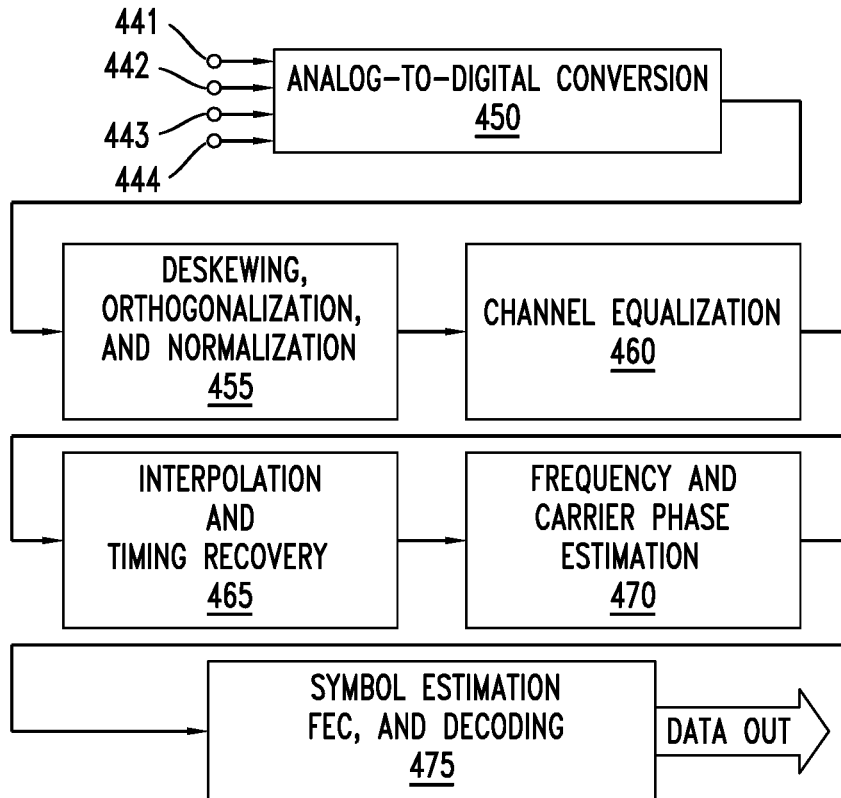 441
442
443
444
ANALOG-TO-DIGITAL CONVERSION
450
DESKEWING,
ORTHOGONALIZATION,
AND NORMALIZATION
455
CHANNEL EQUALIZATION
460
INTERPOLATION
AND
TIMING RECOVERY
465
FREQUENCY AND
CARRIER PHASE
ESTIMATION
470
SYMBOL ESTIMATION
FEC, AND DECODING
475
DATA OUT